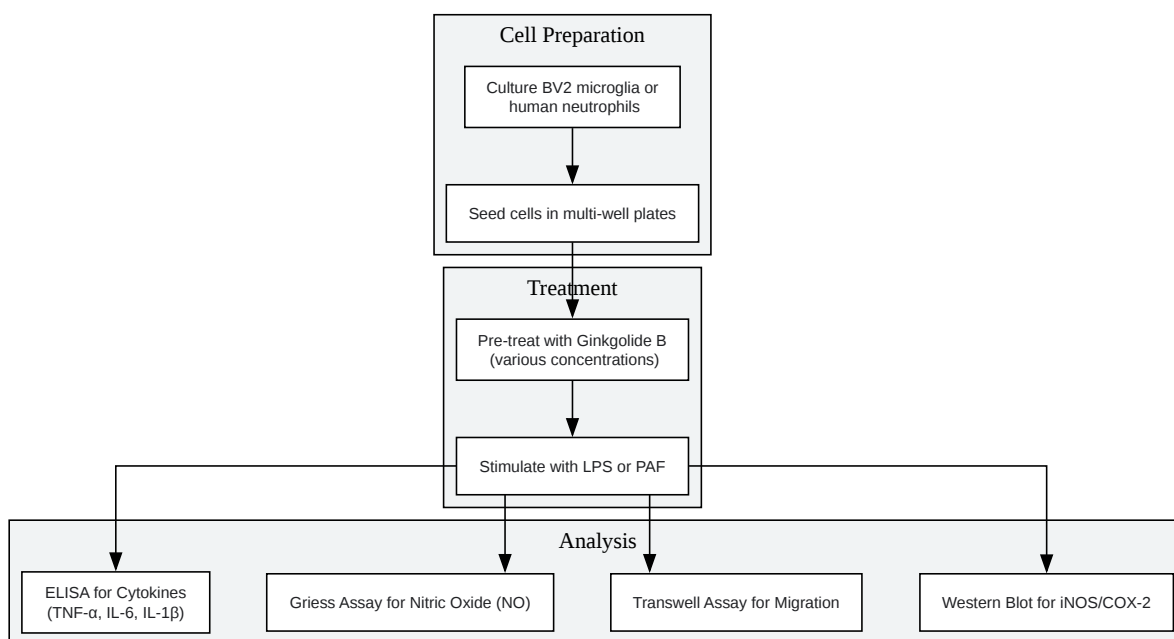 Cell Preparation
Culture BV2 microglia or
human neutrophils
Seed cells in multi-well plates
Treatment
Pre-treat with Ginkgolide B
(various concentrations)
Stimulate with LPS or PAF
Analysis
ELISA for Cytokines
(TNF-α, IL-6, IL-1β)
Griess Assay for Nitric Oxide (NO)
Transwell Assay for Migration
Western Blot for iNOS/COX-2